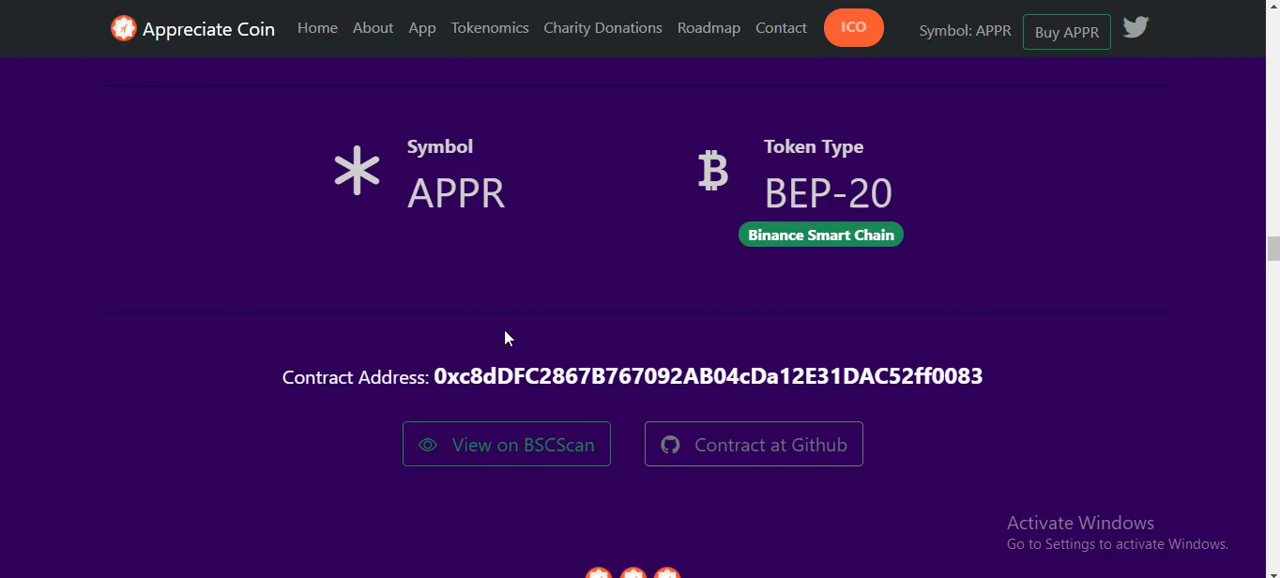 Appreciate Coin Home About App Tokenomics Charity Donations Roadmap Contact ICO Symbol: APPR Buy APPR
Symbol
APPR
Token Type
BEP-20
Binance Smart Chain
Contract Address: 0xc8dDFC2867B767092AB04cDa12E31DAC52ff0083
View on BSCScan
Contract at Github
Activate Windows
Go to Settings to activate Windows.